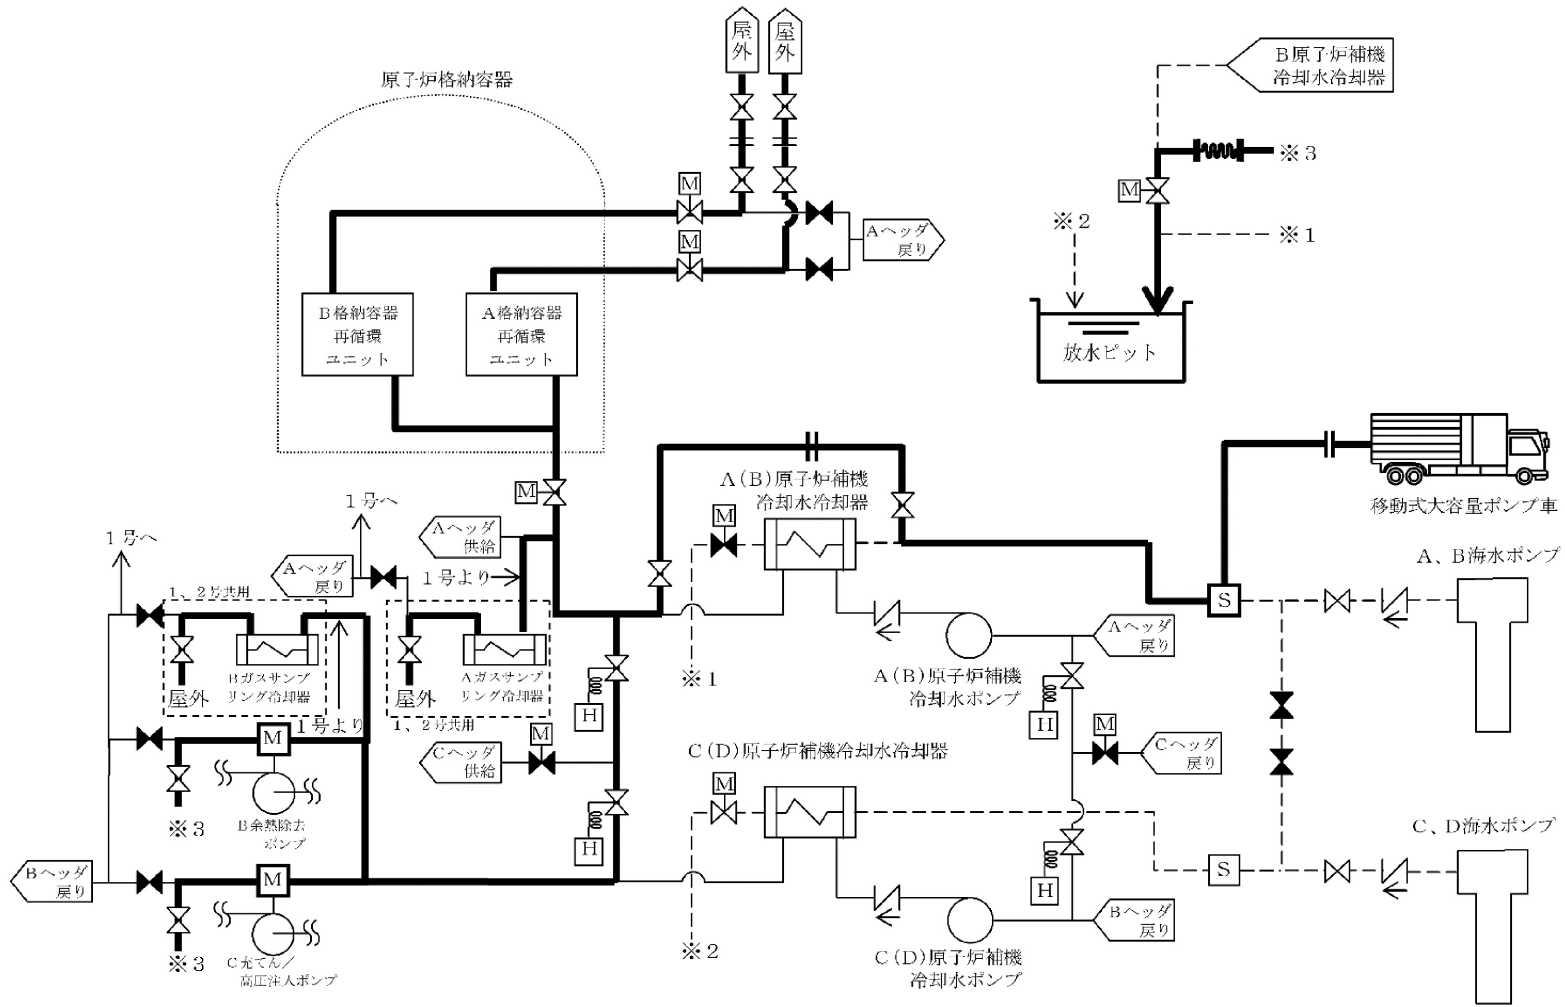 屋外
屋外
B原子炉補機
冷却水冷却器
原子炉格納容器
※3
M
M
※2
※1
Aヘッダ
戻り
M
B格納容器
再循環
ユニット
A格納容器
再循環
ユニット
放水ピット
移動式大容量ポンプ車
A(B)原子炉補機
冷却水冷却器
M
M
1号へ
1号へ
Aヘッダ
供給
Aヘッダ
戻り
1号より
A、B海水ポンプ
1、2号共用
S
Bガスサンプ
リング冷却器
Aガスサンプ
リング冷却器
屋外
屋外
1号より
1、2号共用
H
※1
Aヘッダ
戻り
A(B)原子炉補機
冷却水ポンプ
H
M
M
M
Cヘッダ
供給
C(D)原子炉補機冷却水冷却器
Cヘッダ
戻り
M
B余熱除去
ポンプ
※3
H
C、D海水ポンプ
Bヘッダ
戻り
M
S
H
Bヘッダ
戻り
※3
C充てん/
高圧注入ポンプ
※2
C(D)原子炉補機
冷却水ポンプ